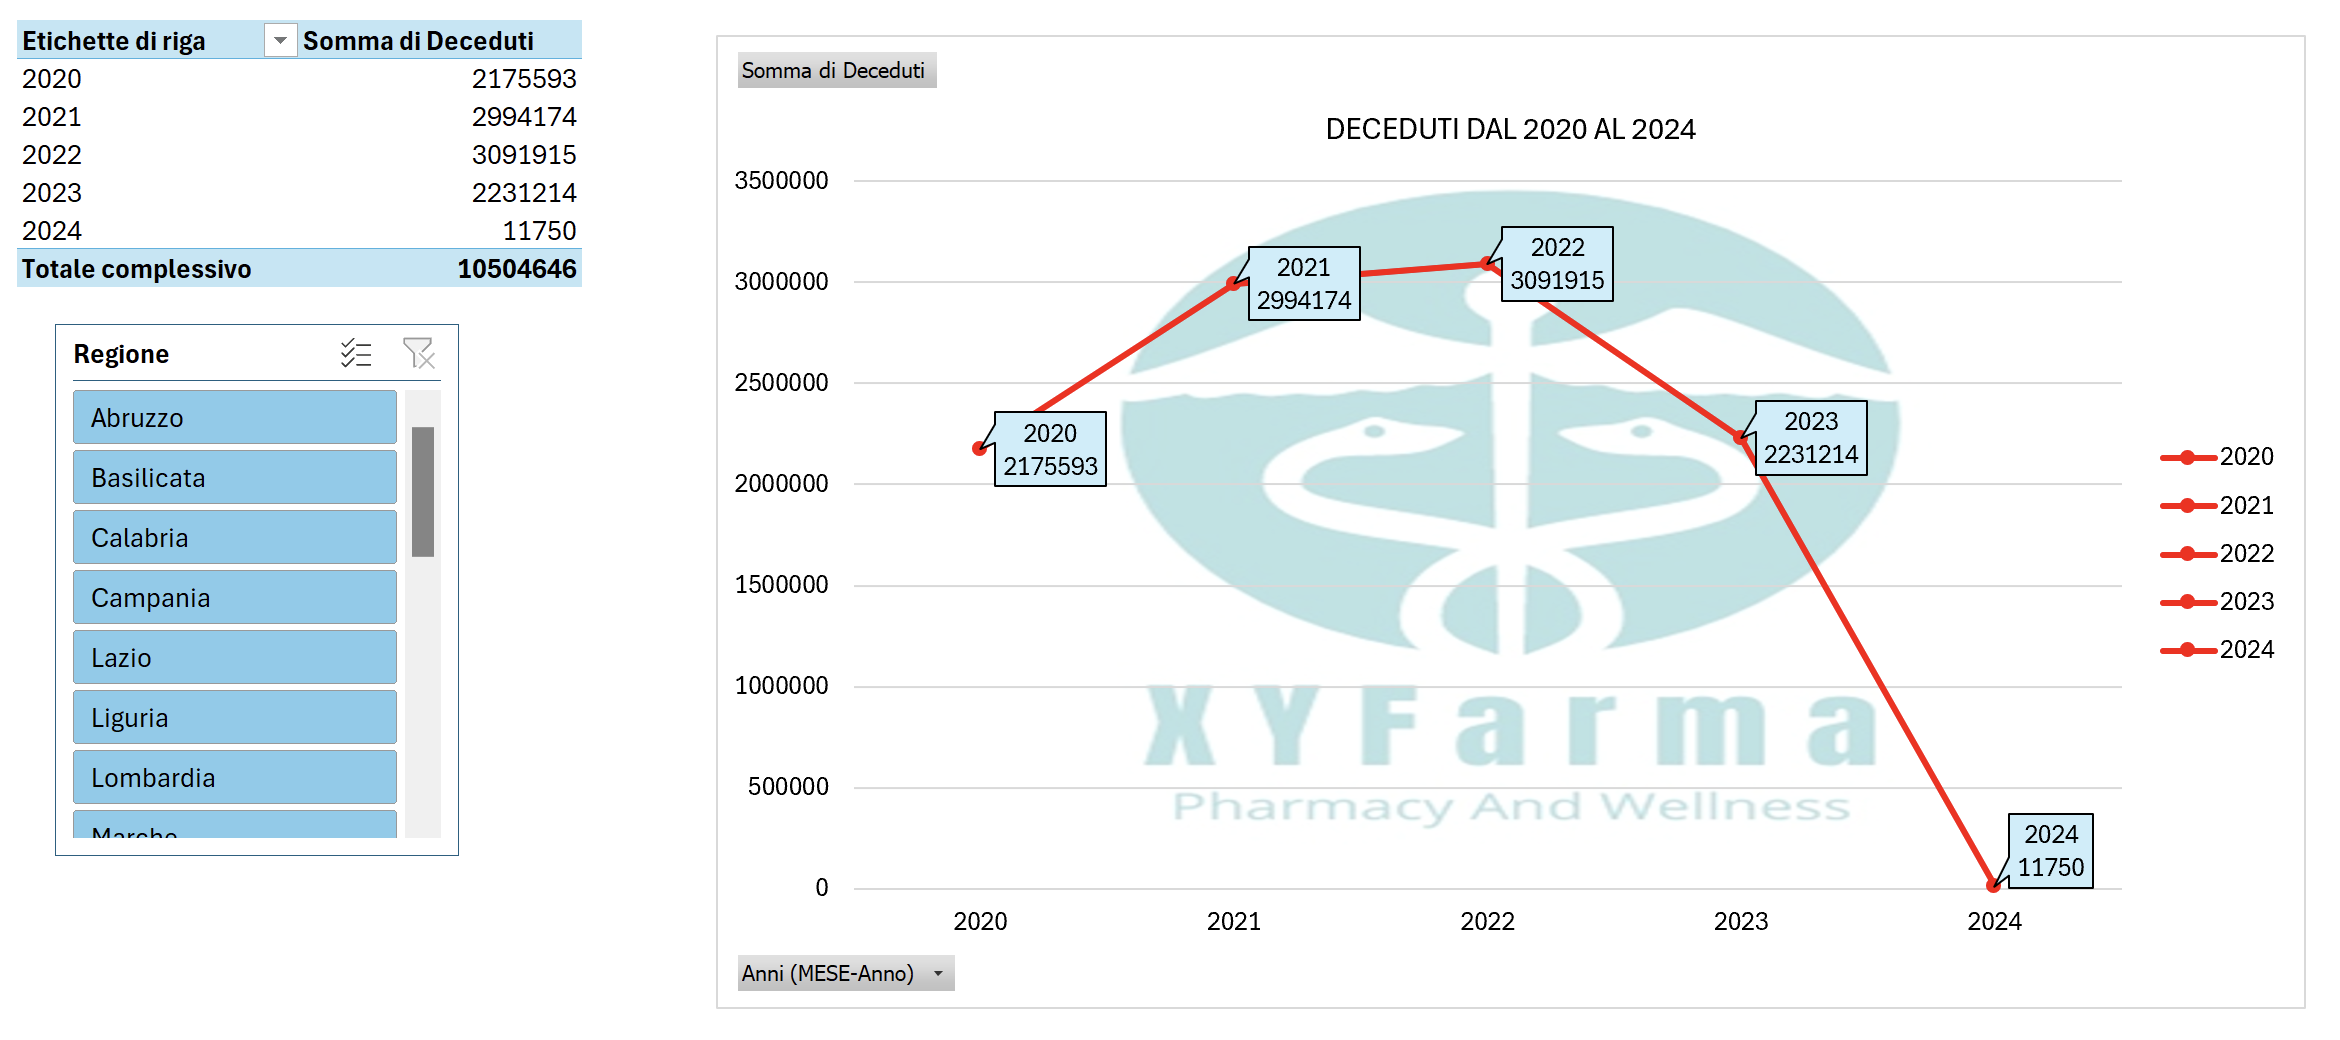 Etichette di riga Somma di Deceduti
2020 2175593
2021 2994174
2022 3091915
2023 2231214
2024 11750
Totale complessivo 10504646
Regione
Abruzzo
Basilicata
Calabria
Campania
Lazio
Liguria
Lombardia
Marche
Somma di Deceduti
DECEDUTI DAL 2020 AL 2024
3500000
3000000
2500000
2000000
1500000
1000000
500000
0
2020
2175593
2021
2994174
2022
3091915
2023
2231214
2024
11750
XYFarma
Pharmacy And Wellness
2020 2021 2022 2023 2024
2020
2021
2022
2023
2024
Anni (MESE-Anno)